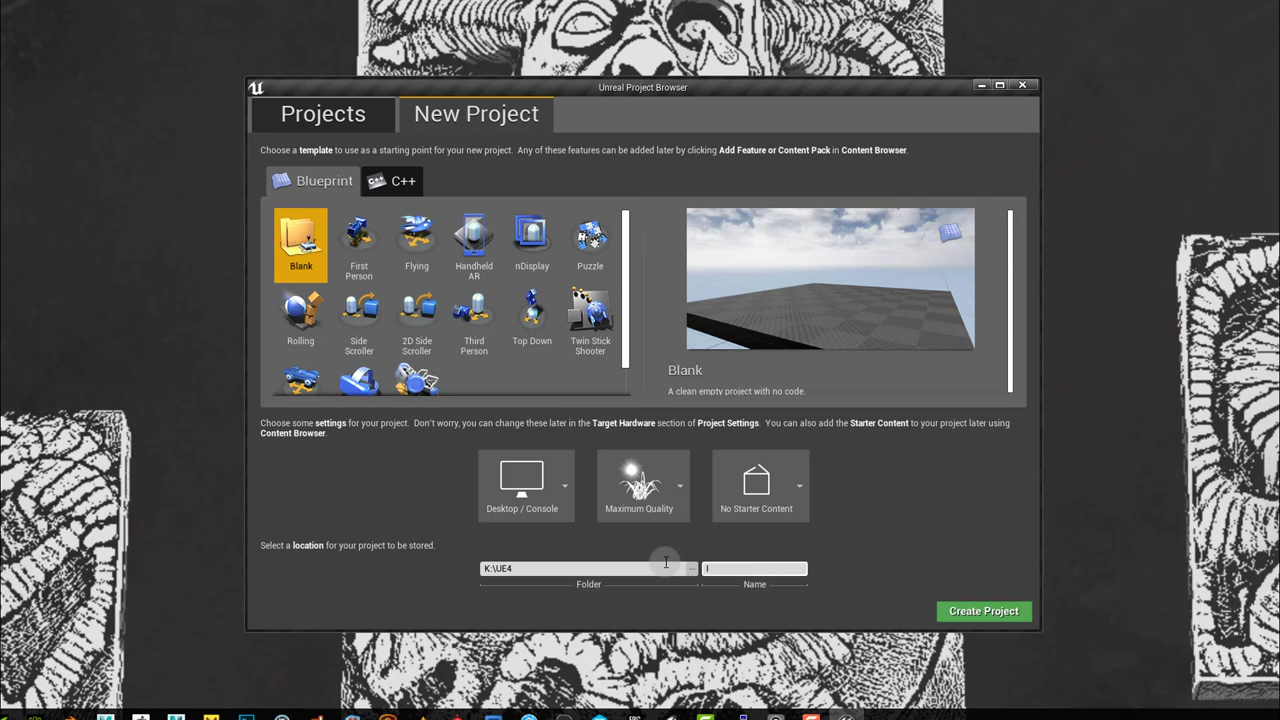 Unreal Project Browser
Projects
New Project
Choose a template to use as a starting point for your new project. Any of these features can be added later by clicking Add Feature or Content Pack in Content Browser.
Blueprint
C++
Blank
First
Person
Flying
Handheld
AR
nDisplay
Puzzle
Rolling
Side
Scroller
2D Side
Scroller
Third
Person
Top Down
Twin Stick
Shooter
Blank
A clean empty project with no code.
Choose some settings for your project. Don't worry, you can change these later in the Target Hardware section of Project Settings. You can also add the Starter Content to your project later using
Content Browser.
Desktop / Console
Maximum Quality
No Starter Content
Select a location for your project to be stored.
K:\UE4
...
Folder
Name
Create Project